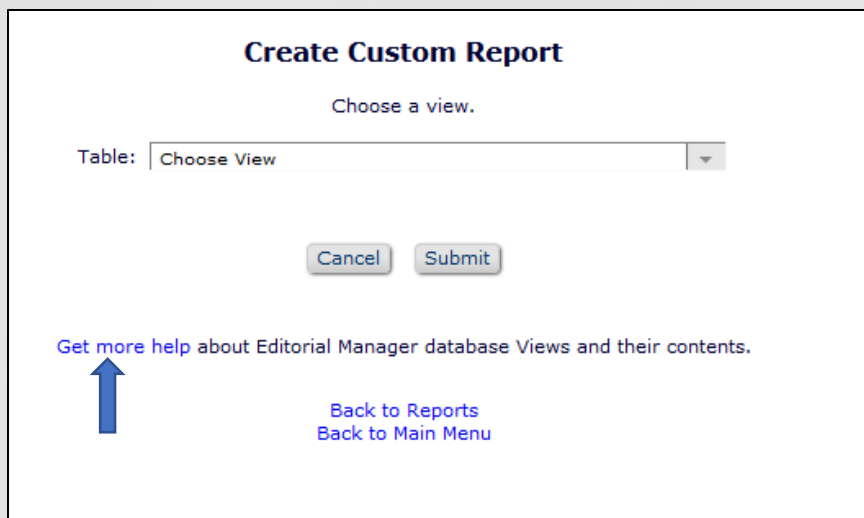 Create Custom Report
Choose a view.
Table: Choose View
Cancel Submit
Get more help about Editorial Manager database Views and their contents.
Back to Reports
Back to Main Menu